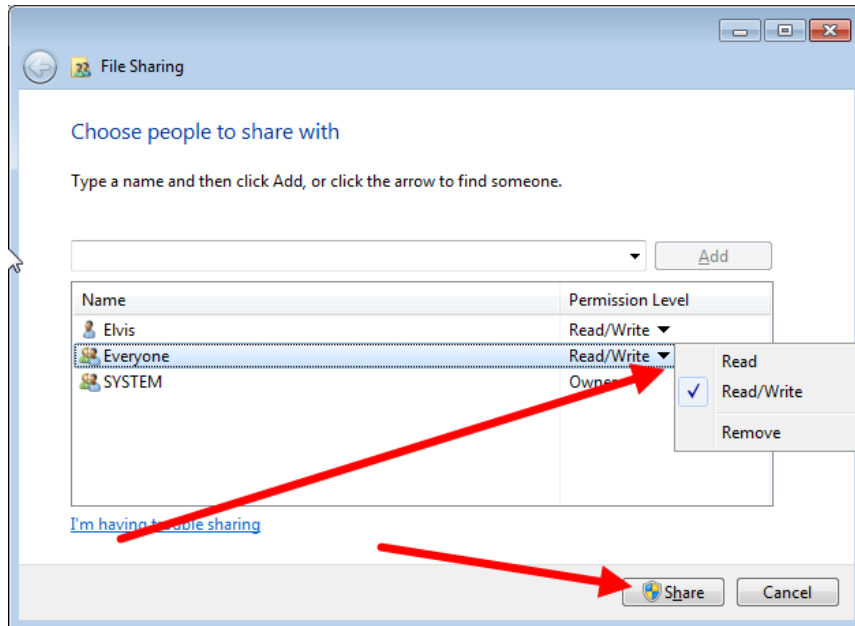 File Sharing
Choose people to share with
Type a name and then click Add, or click the arrow to find someone.
Add
Name Permission Level
Elvis Read/Write
Everyone Read/Write
Read
SYSTEM Owner
Read/Write
Remove
I'm having trouble sharing
Share Cancel